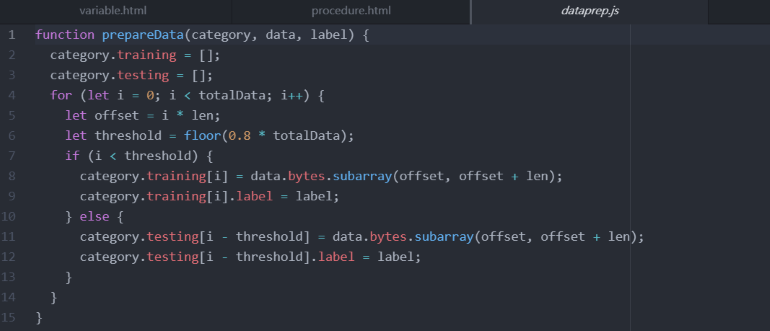 variable.html procedure.html dataprep.js
1 function prepareData(category, data, label) {
2 category.training = [];
3 category.testing = [];
4 for (let i = 0; i < totalData; i++) {
5 let offset = i * len;
6 let threshold = floor(0.8 * totalData);
7 if (i < threshold) {
8 category.training[i] = data.bytes.subarray(offset, offset + len);
9 category.training[i].label = label;
10 } else {
11 category.testing[i - threshold] = data.bytes.subarray(offset, offset + len);
12 category.testing[i - threshold].label = label;
13 }
14 }
15 }